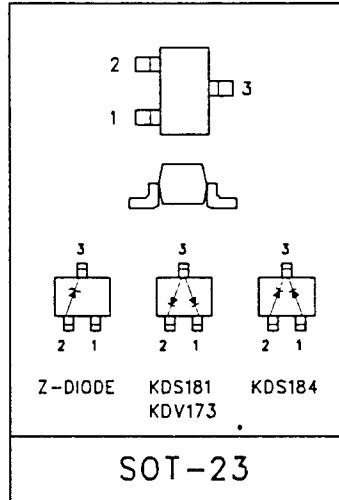 2
3
1
3 3 3
2 1 2 1 2 1
Z-DIODE KDS181 KDS184
KDV173
SOT-23